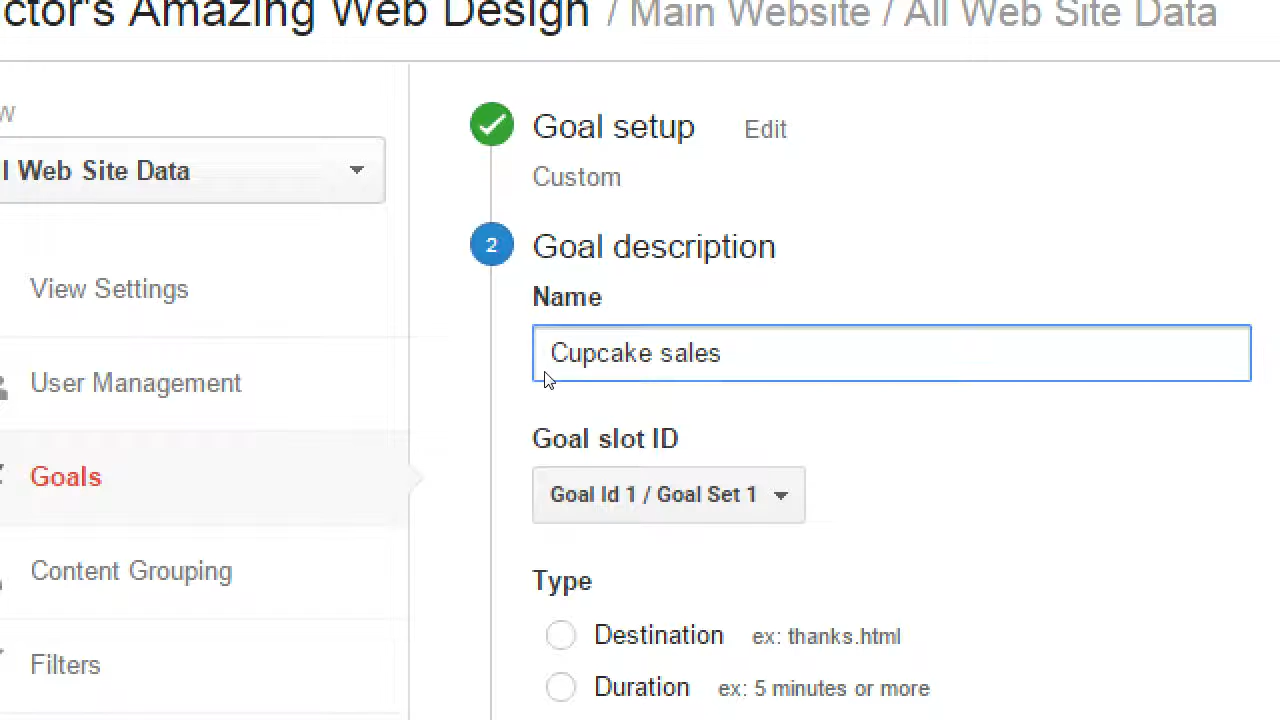 ctor's Amazing Web Design / Main Website / All Web Site Data
W
l Web Site Data
View Settings
User Management
Goals
Content Grouping
Filters
Goal setup Edit
Custom
2 Goal description
Name
Cupcake sales
Goal slot ID
Goal Id 1 / Goal Set 1
Type
Destination ex: thanks.html
Duration ex: 5 minutes or more